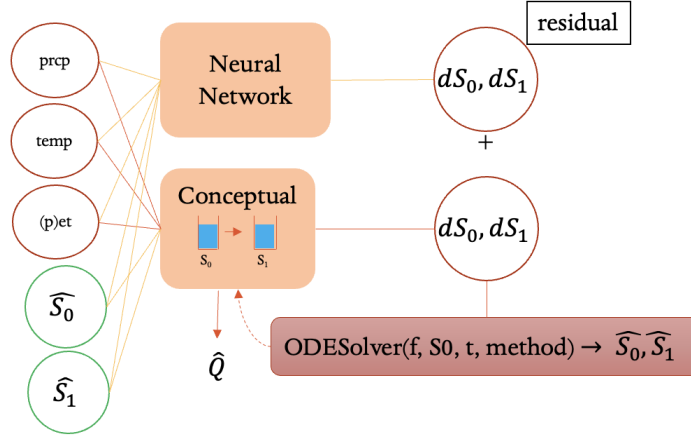 residual
prcp
temp
(p)et
Ŝ₀
Ŝ₁
Neural
Network
Conceptual
S₀
S₁
dS₀, dS₁
+
dS₀, dS₁
Q̂
ODESolver(f, S0, t, method) → Ŝ₀, Ŝ₁